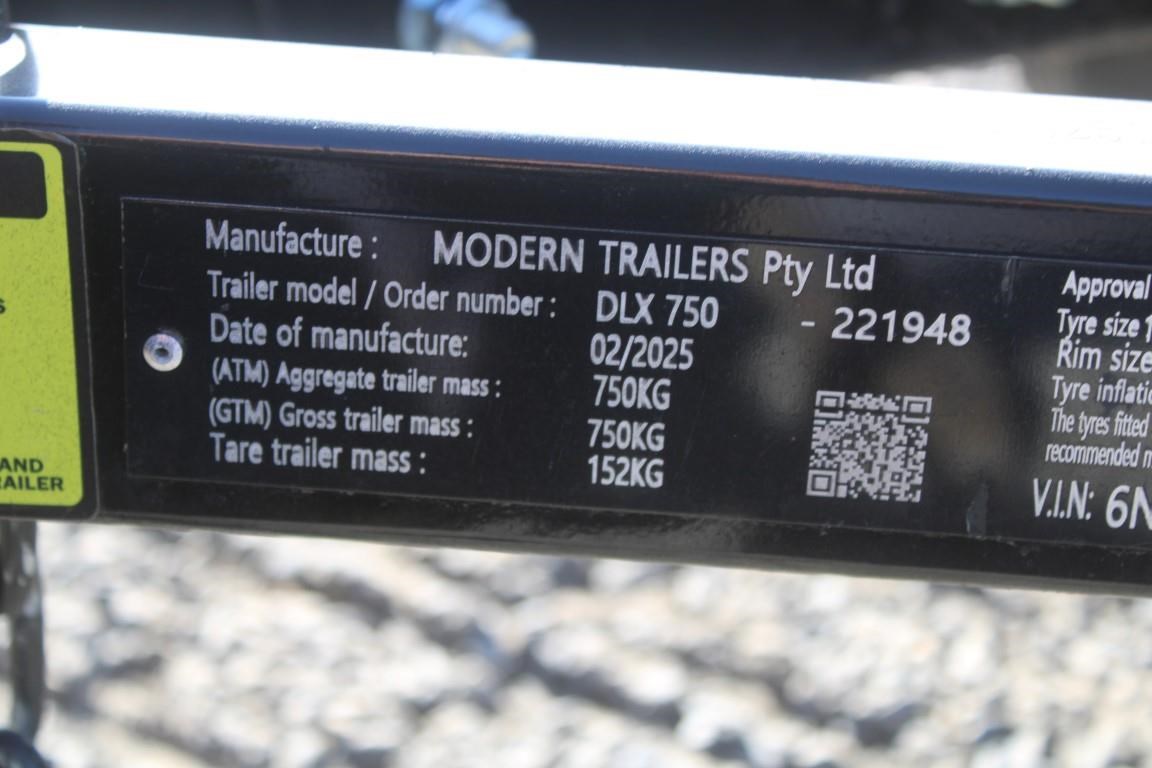 Manufacture : MODERN TRAILERS Pty Ltd
Trailer model / Order number : DLX 750 - 221948
Date of manufacture: 02/2025
(ATM) Aggregate trailer mass : 750KG
(GTM) Gross trailer mass : 750KG
Tare trailer mass : 152KG
Approval
Tyre size 1
Rim size
Tyre inflatio
The tyres fitted
recommended m
V.I.N: 6N
S
AND
RAILER